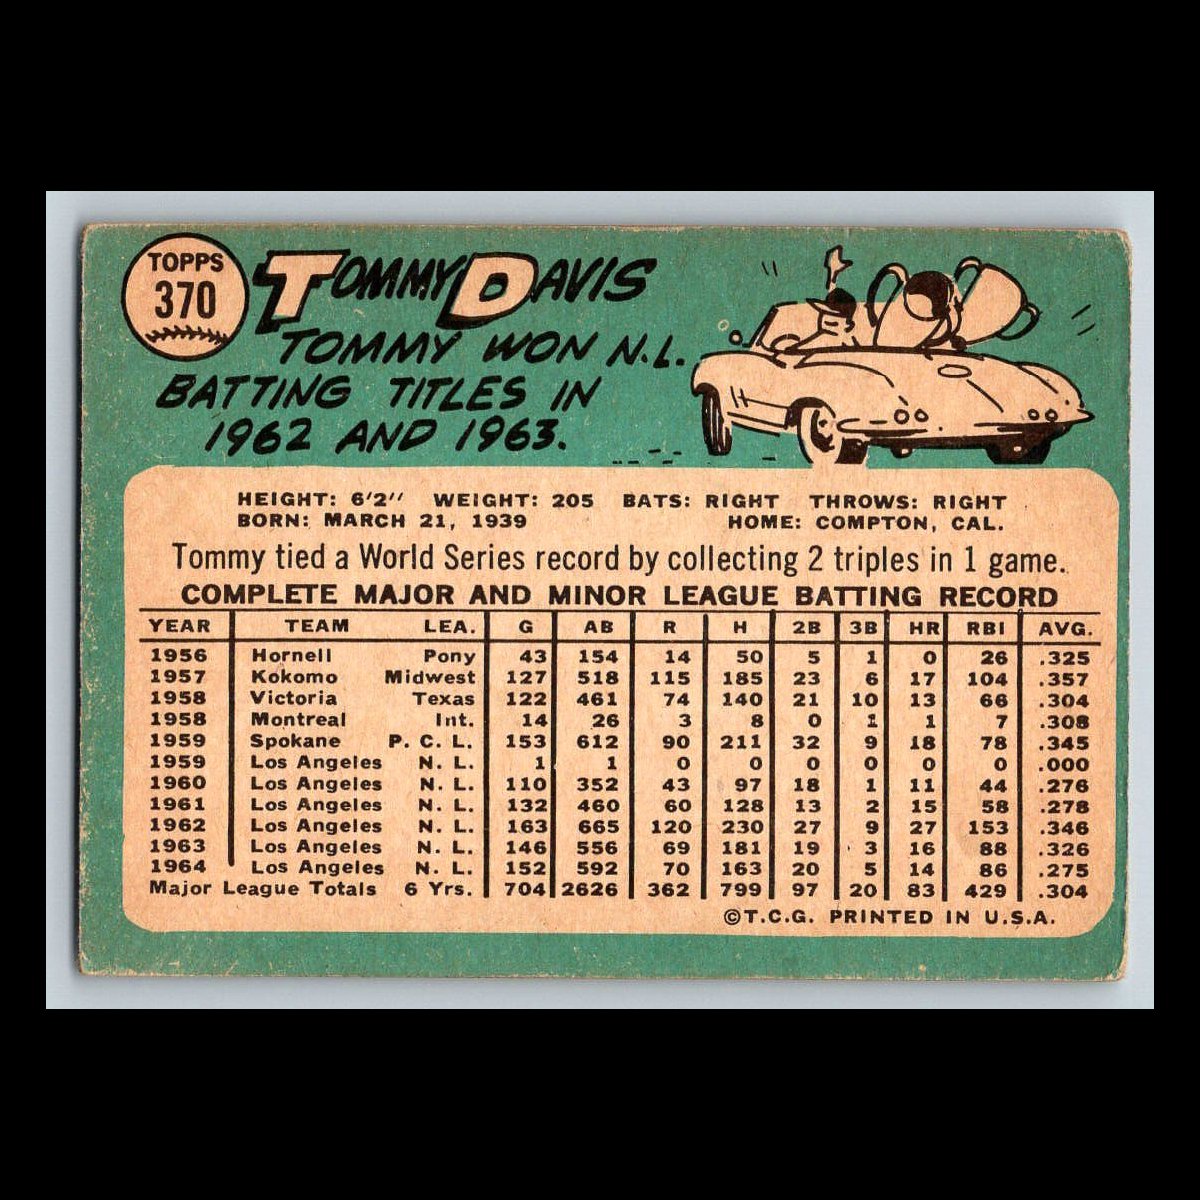 TOPPS
370
TOMMY DAVIS
TOMMY WON N.L.
BATTING TITLES IN
1962 AND 1963.
HEIGHT: 6'2" WEIGHT: 205 BATS: RIGHT THROWS: RIGHT
BORN: MARCH 21, 1939 HOME: COMPTON, CAL.
Tommy tied a World Series record by collecting 2 triples in 1 game.
COMPLETE MAJOR AND MINOR LEAGUE BATTING RECORD
YEAR TEAM LEA. G AB R H 2B 3B HR RBI AVG.
1956 Hornell Pony 43 154 14 50 5 1 0 26 .325
1957 Kokomo Midwest 127 518 115 185 23 6 17 104 .357
1958 Victoria Texas 122 461 74 140 21 10 13 66 .304
1958 Montreal Int. 14 26 3 8 0 1 1 7 .308
1959 Spokane P. C. L. 153 612 90 211 32 9 18 78 .345
1959 Los Angeles N. L. 1 1 0 0 0 0 0 0 .000
1960 Los Angeles N. L. 110 352 43 97 18 1 11 44 .276
1961 Los Angeles N. L. 132 460 60 128 13 2 15 58 .278
1962 Los Angeles N. L. 163 665 120 230 27 9 27 153 .346
1963 Los Angeles N. L. 146 556 69 181 19 3 16 88 .326
1964 Los Angeles N. L. 152 592 70 163 20 5 14 86 .275
Major League Totals 6 Yrs. 704 2626 362 799 97 20 83 429 .304
©T.C.G. PRINTED IN U.S.A.